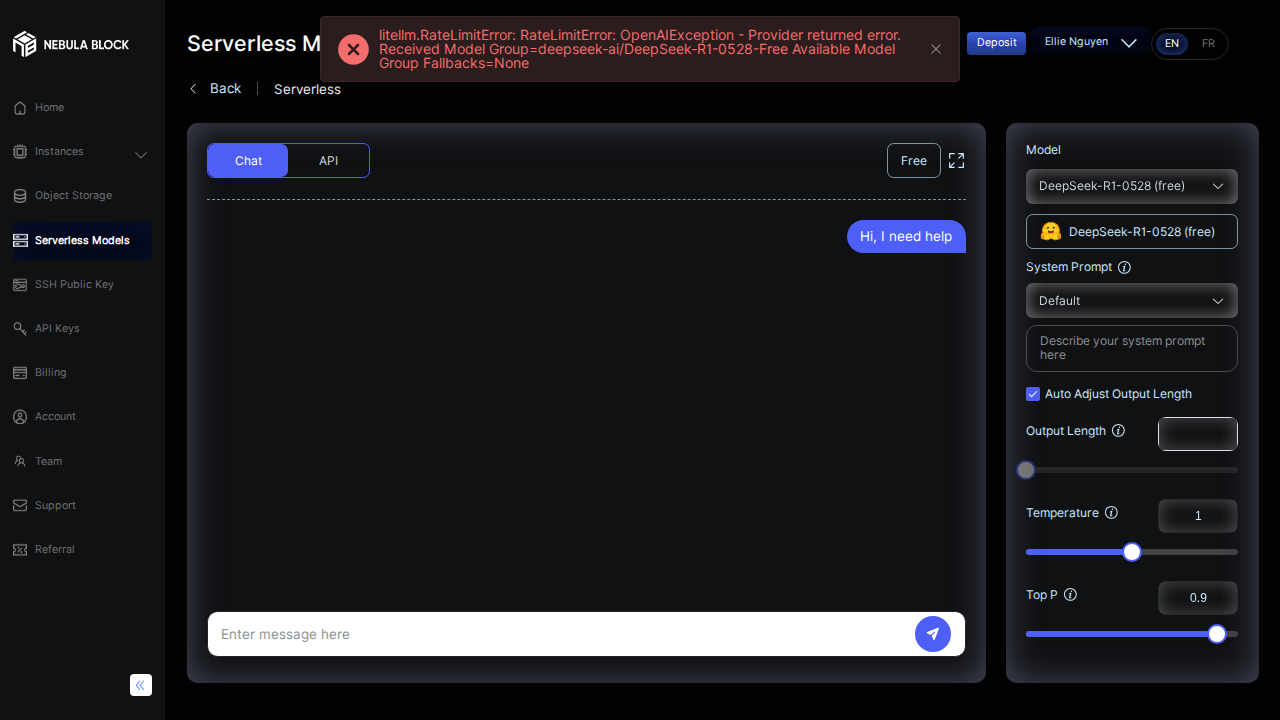 NEBULA BLOCK
Home
Instances
Object Storage
Serverless Models
SSH Public Key
API Keys
Billing
Account
Team
Support
Referral
Serverless M
litellm.RateLimitError: RateLimitError: OpenAIException - Provider returned error.
Received Model Group=deepseek-ai/DeepSeek-R1-0528-Free Available Model
Group Fallbacks=None
Deposit
Ellie Nguyen
EN
FR
Back
Serverless
Chat
API
Free
Hi, I need help
Enter message here
Model
DeepSeek-R1-0528 (free)
DeepSeek-R1-0528 (free)
System Prompt
Default
Describe your system prompt
here
Auto Adjust Output Length
Output Length
Temperature
1
Top P
0.9